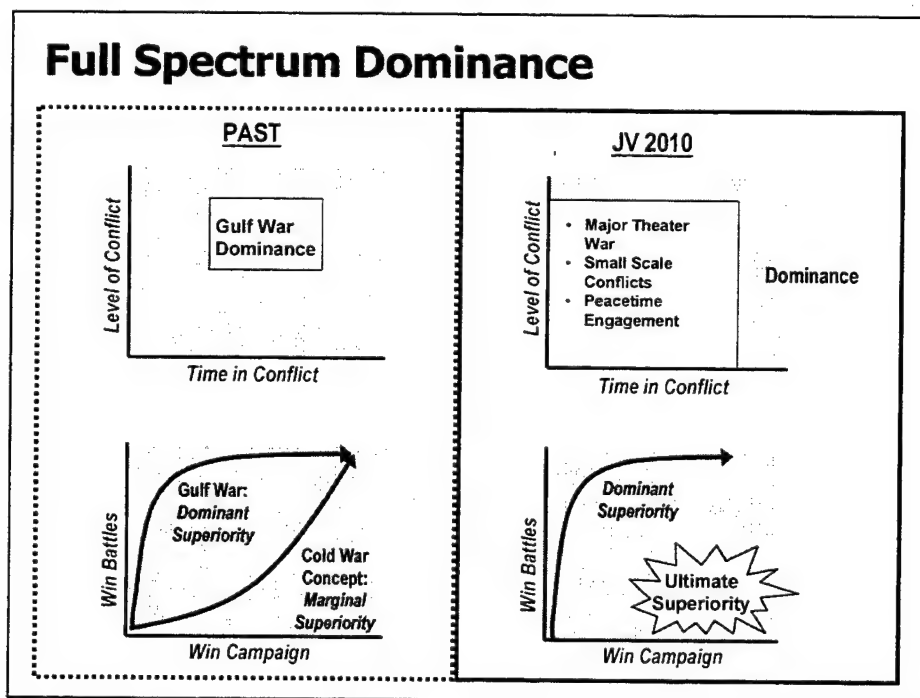 Full Spectrum Dominance
PAST
Level of Conflict
Gulf War
Dominance
Time in Conflict
Win Battles
Gulf War:
Dominant
Superiority
Cold War
Concept:
Marginal
Superiority
Win Campaign
JV 2010
Level of Conflict
• Major Theater
War
• Small Scale
Conflicts
• Peacetime
Engagement
Dominance
Time in Conflict
Win Battles
Dominant
Superiority
Ultimate
Superiority
Win Campaign